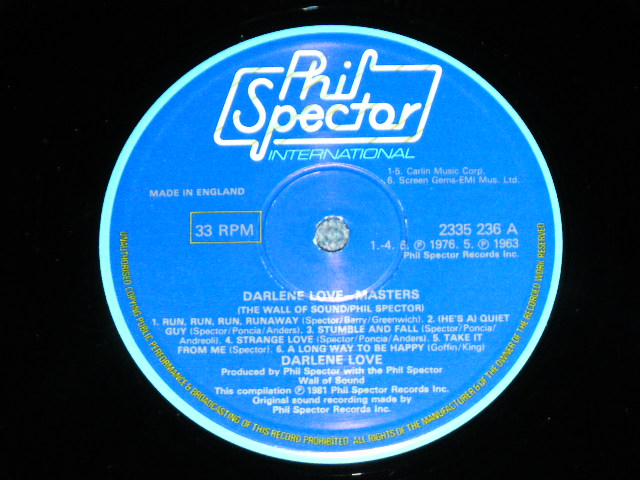 Phil
Spector
INTERNATIONAL
1-5. Carlin Music Corp.
6. Screen Gems-EMI Mus. Ltd.
MADE IN ENGLAND
33 RPM
2335 236 A
1.-4. 6. Ⓟ 1976. 5. Ⓟ 1963
Phil Spector Records Inc.
DARLENE LOVE MASTERS
(THE WALL OF SOUND/PHIL SPECTOR)
1. RUN, RUN, RUN, RUNAWAY (Spector/Barry/Greenwich) 2. (HE'S A) QUIET
GUY (Spector/Poncia/Anders). 3. STUMBLE AND FALL (Spector/Poncia/
Andreoli). 4. STRANGE LOVE (Spector/Poncia/Anders). 5. TAKE IT
FROM ME (Spector). 6. A LONG WAY TO BE HAPPY (Goffin/King)
DARLENE LOVE
Produced by Phil Spector with the Phil Spector
Wall of Sound
This compilation Ⓟ 1981 Phil Spector Records Inc.
Original sound recording made by
Phil Spector Records Inc.
UNAUTHORISED COPYING PUBLIC PERFORMANCE & BROADCASTING OF THIS RECORD PROHIBITED. ALL RIGHTS OF THE MANUFACTURER & OF THE OWNER OF THE RECORDED WORK RESERVED